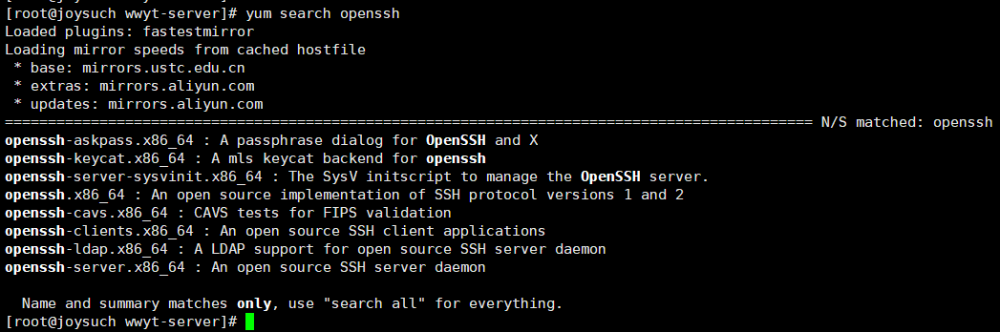 [root@joysuch wwyt-server]# yum search openssh
Loaded plugins: fastestmirror
Loading mirror speeds from cached hostfile
 * base: mirrors.ustc.edu.cn
 * extras: mirrors.aliyun.com
 * updates: mirrors.aliyun.com
============================================================================================== N/S matched: openssh
openssh-askpass.x86_64 : A passphrase dialog for OpenSSH and X
openssh-keycat.x86_64 : A mls keycat backend for openssh
openssh-server-sysvinit.x86_64 : The SysV initscript to manage the OpenSSH server.
openssh.x86_64 : An open source implementation of SSH protocol versions 1 and 2
openssh-cavs.x86_64 : CAVS tests for FIPS validation
openssh-clients.x86_64 : An open source SSH client applications
openssh-ldap.x86_64 : A LDAP support for open source SSH server daemon
openssh-server.x86_64 : An open source SSH server daemon
  Name and summary matches only, use "search all" for everything.
[root@joysuch wwyt-server]#